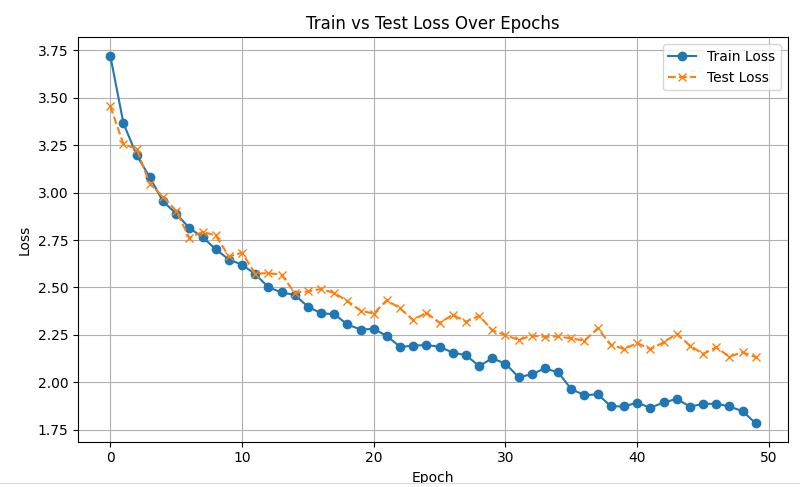 Train vs Test Loss Over Epochs
Train Loss
Test Loss
Loss
3.75
3.50
3.25
3.00
2.75
2.50
2.25
2.00
1.75
0 10 20 30 40 50
Epoch